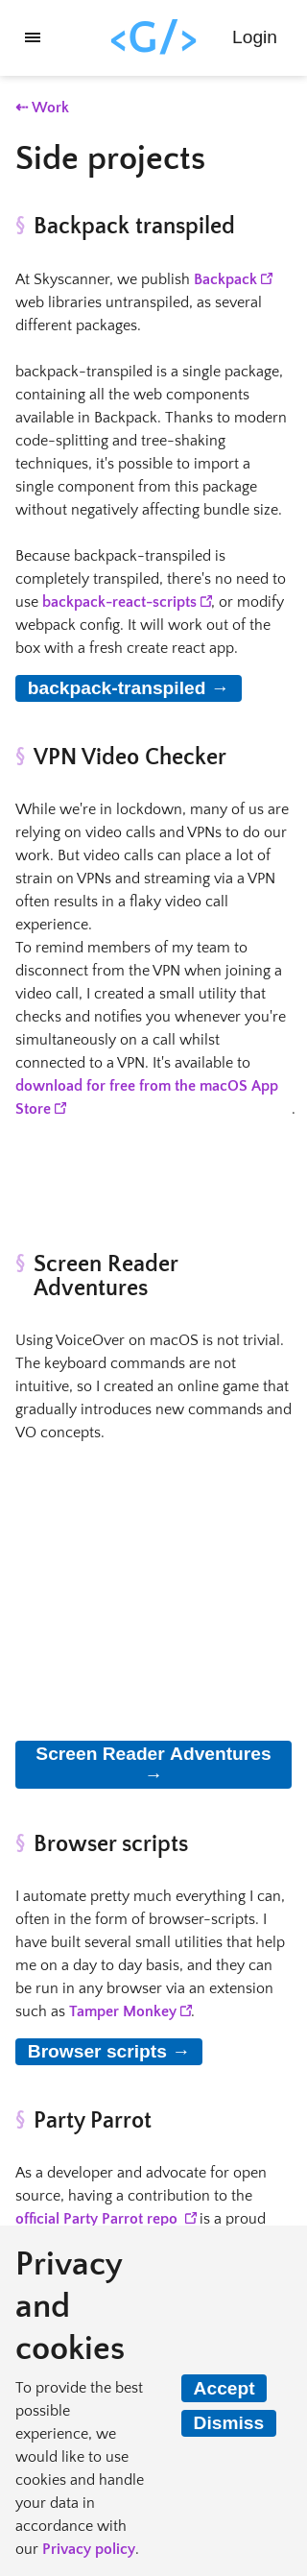 <G/>
Login
⇠ Work
Side projects
§ Backpack transpiled
At Skyscanner, we publish Backpack
web libraries untranspiled, as several
different packages.
backpack-transpiled is a single package,
containing all the web components
available in Backpack. Thanks to modern
code-splitting and tree-shaking
techniques, it's possible to import a
single component from this package
without negatively affecting bundle size.
Because backpack-transpiled is
completely transpiled, there's no need to
use backpack-react-scripts, or modify
webpack config. It will work out of the
box with a fresh create react app.
backpack-transpiled →
§ VPN Video Checker
While we're in lockdown, many of us are
relying on video calls and VPNs to do our
work. But video calls can place a lot of
strain on VPNs and streaming via a VPN
often results in a flaky video call
experience.
To remind members of my team to
disconnect from the VPN when joining a
video call, I created a small utility that
checks and notifies you whenever you're
simultaneously on a call whilst
connected to a VPN. It's available to
download for free from the macOS App
Store .
§ Screen Reader
Adventures
Using VoiceOver on macOS is not trivial.
The keyboard commands are not
intuitive, so I created an online game that
gradually introduces new commands and
VO concepts.
Screen Reader Adventures
→
§ Browser scripts
I automate pretty much everything I can,
often in the form of browser-scripts. I
have built several small utilities that help
me on a day to day basis, and they can
be run in any browser via an extension
such as Tamper Monkey.
Browser scripts →
§ Party Parrot
As a developer and advocate for open
source, having a contribution to the
official Party Parrot repo is a proud
Privacy
and
cookies
To provide the best
possible
experience, we
would like to use
cookies and handle
your data in
accordance with
our Privacy policy.
Accept
Dismiss